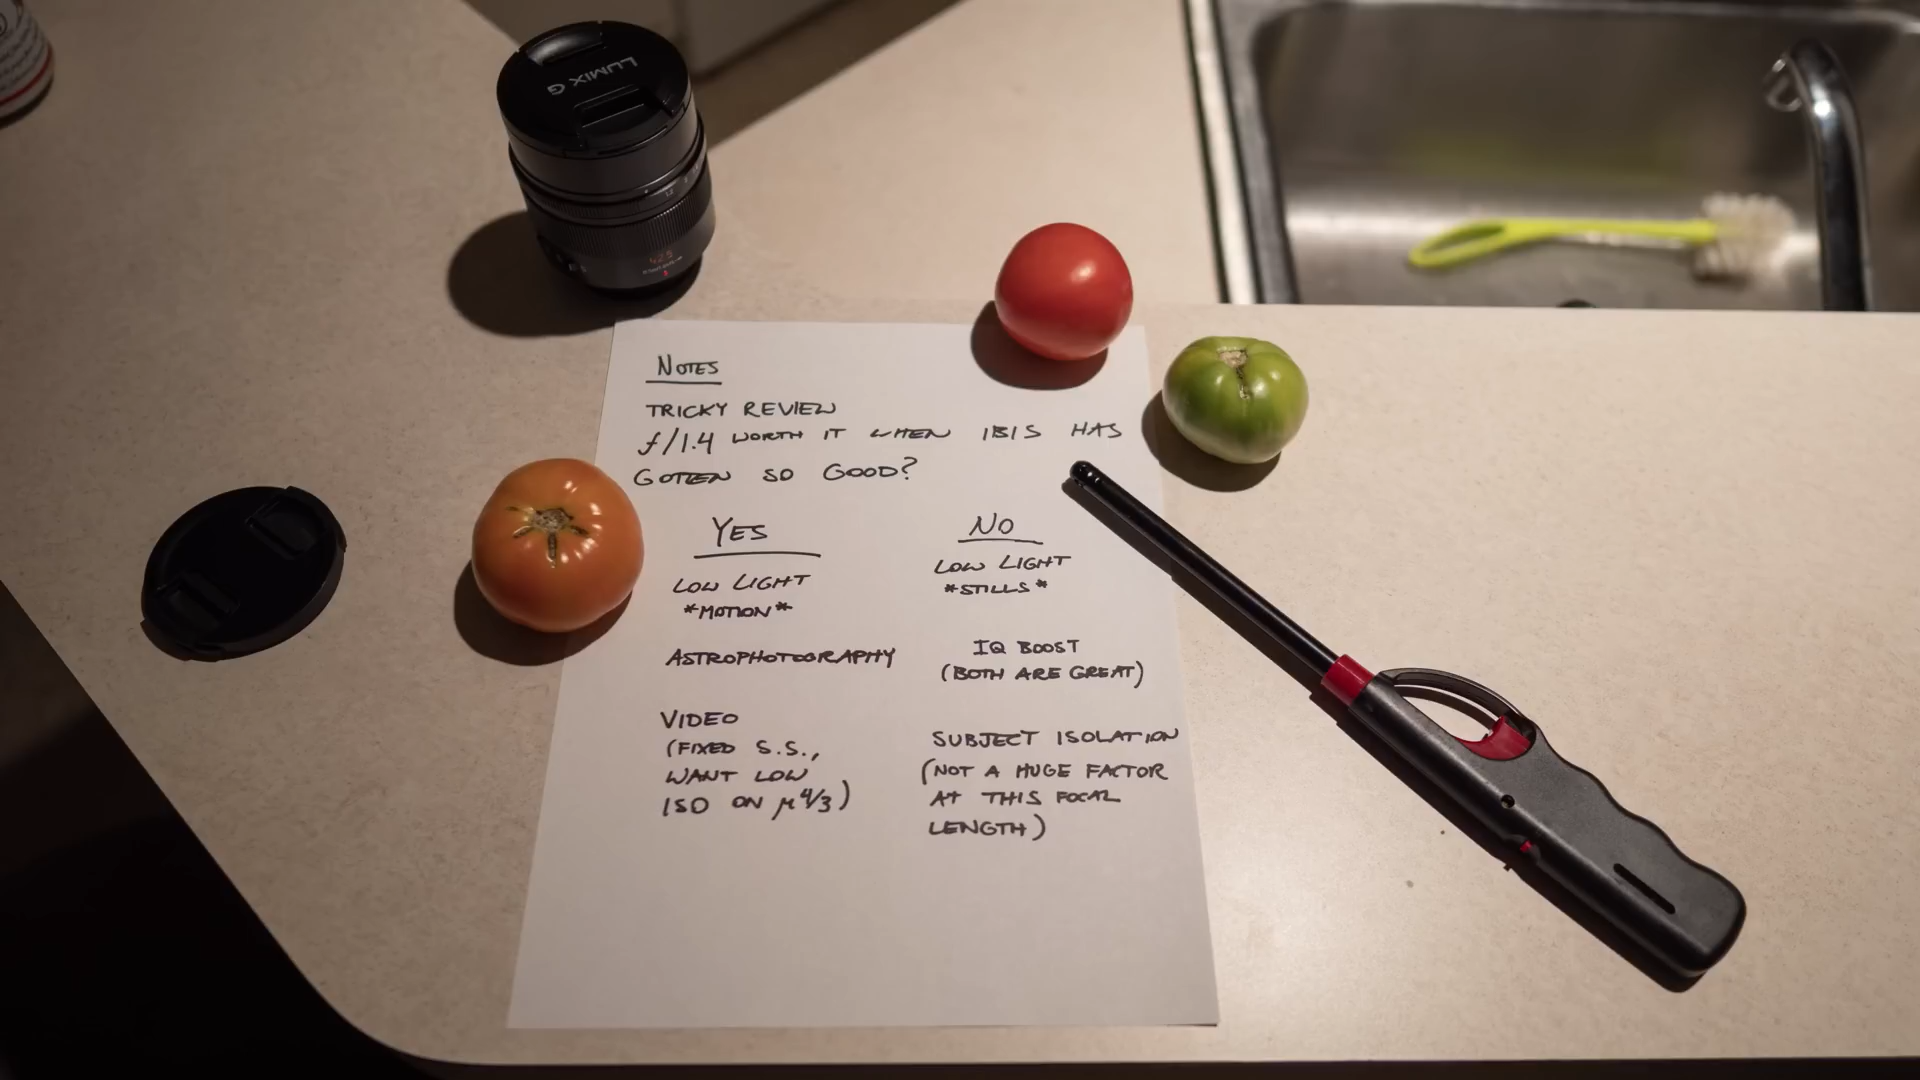 LUMIX G
42.5
NOTES
TRICKY REVIEW
f/1.4 WORTH IT WHEN IBIS HAS
GOTTEN SO GOOD?
YES
LOW LIGHT
*MOTION*
ASTROPHOTOGRAPHY
VIDEO
(FIXED S.S.,
WANT LOW
ISO ON μ4/3)
NO
LOW LIGHT
*STILLS*
IQ BOOST
(BOTH ARE GREAT)
SUBJECT ISOLATION
(NOT A HUGE FACTOR
AT THIS FOCAL
LENGTH)